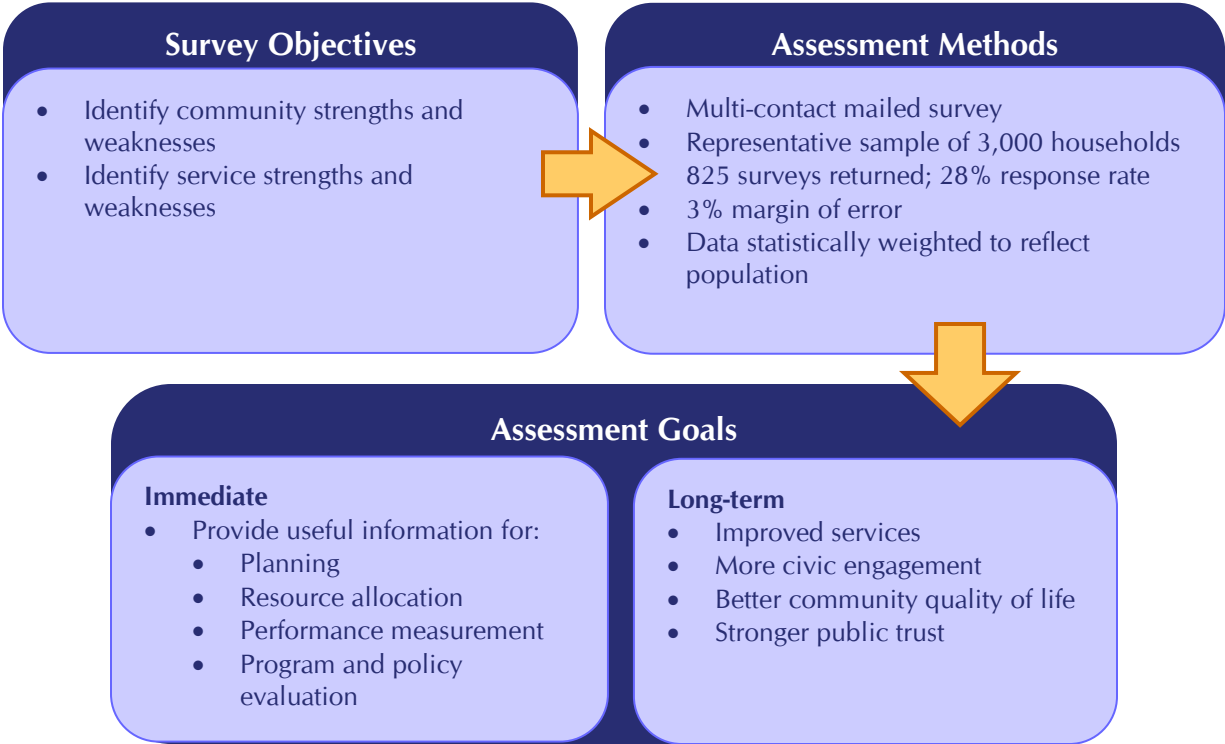 Survey Objectives
• Identify community strengths and
weaknesses
• Identify service strengths and
weaknesses
Assessment Methods
• Multi-contact mailed survey
• Representative sample of 3,000 households
825 surveys returned; 28% response rate
• 3% margin of error
• Data statistically weighted to reflect
population
Assessment Goals
Immediate
• Provide useful information for:
• Planning
• Resource allocation
• Performance measurement
• Program and policy
evaluation
Long-term
• Improved services
• More civic engagement
• Better community quality of life
• Stronger public trust